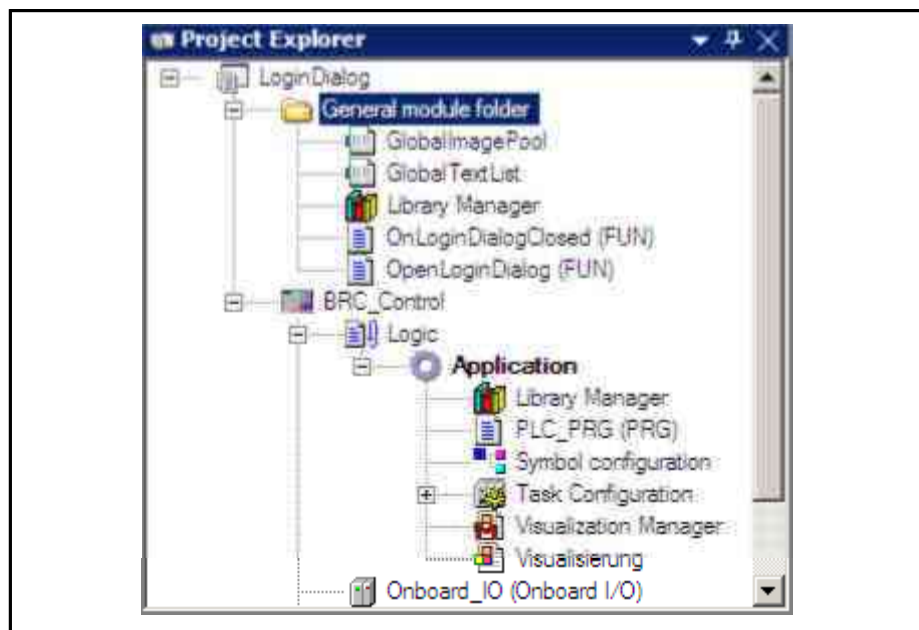 Project Explorer
LoginDialog
General module folder
GlobalImagePool
GlobalTextList
Library Manager
OnLoginDialogClosed (FUN)
OpenLoginDialog (FUN)
BRC_Control
Logic
Application
Library Manager
PLC_PRG (PRG)
Symbol configuration
Task Configuration
Visualization Manager
Visualisierung
Onboard_IO (Onboard I/O)